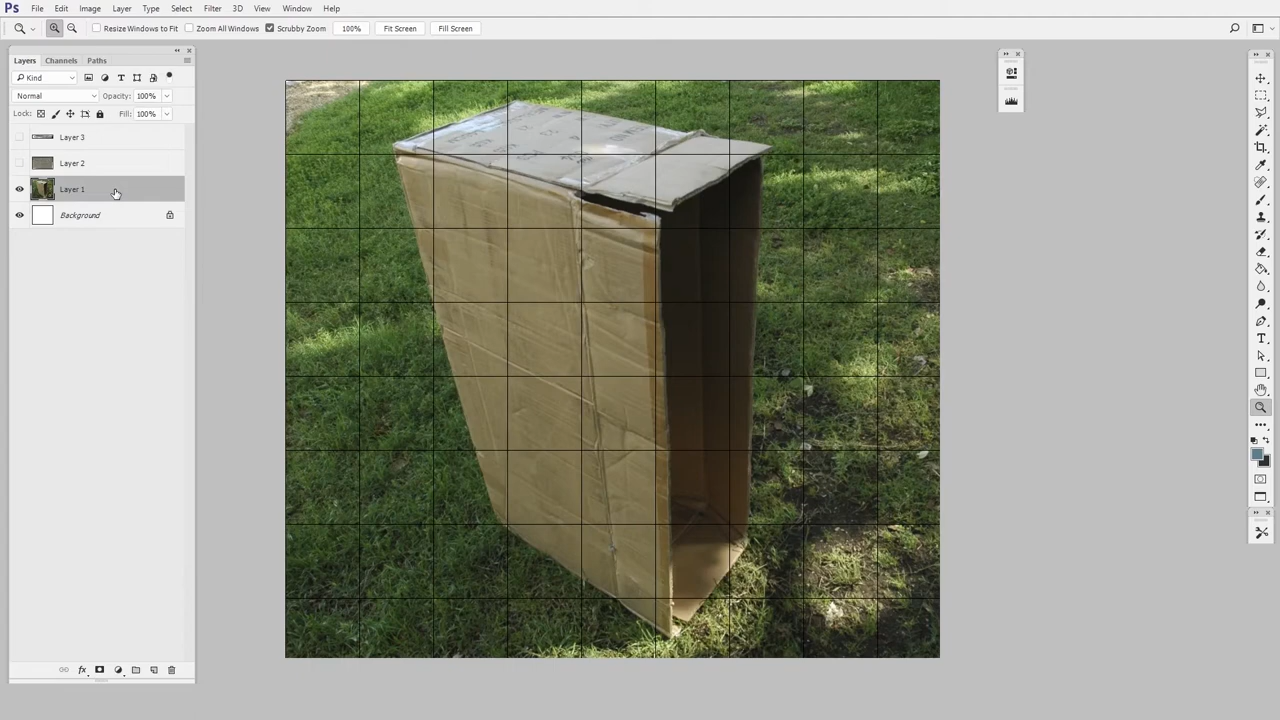 Ps File Edit Image Layer Type Select Filter 3D View Window Help
Resize Windows to Fit Zoom All Windows Scrubby Zoom 100% Fit Screen Fill Screen
Layers Channels Paths
Kind
Normal Opacity: 100%
Lock: Fill: 100%
Layer 3
Layer 2
Layer 1
Background
fx